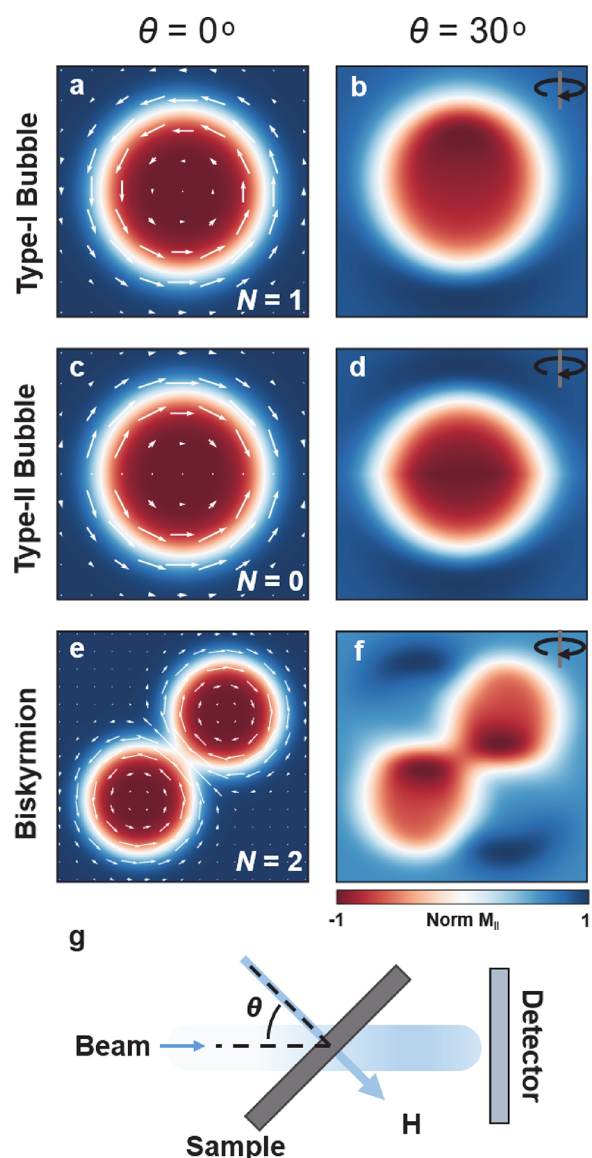 θ = 0° θ = 30°
Type-I Bubble
a
b
N = 1
Type-II Bubble
c
d
N = 0
Biskyrmion
e
f
N = 2
-1 Norm M|| 1
g
θ
Beam
Detector
H
Sample